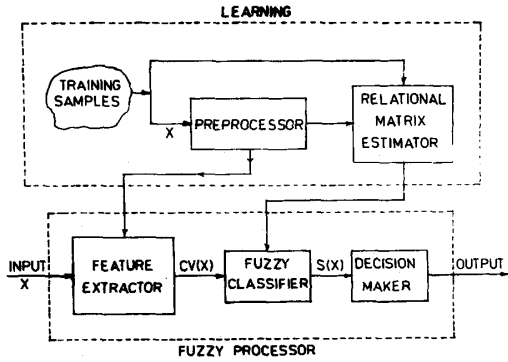 LEARNING
TRAINING
SAMPLES
X
PREPROCESSOR
RELATIONAL
MATRIX
ESTIMATOR
INPUT
X
FEATURE
EXTRACTOR
CV(X)
FUZZY
CLASSIFIER
S(X)
DECISION
MAKER
OUTPUT
FUZZY PROCESSOR